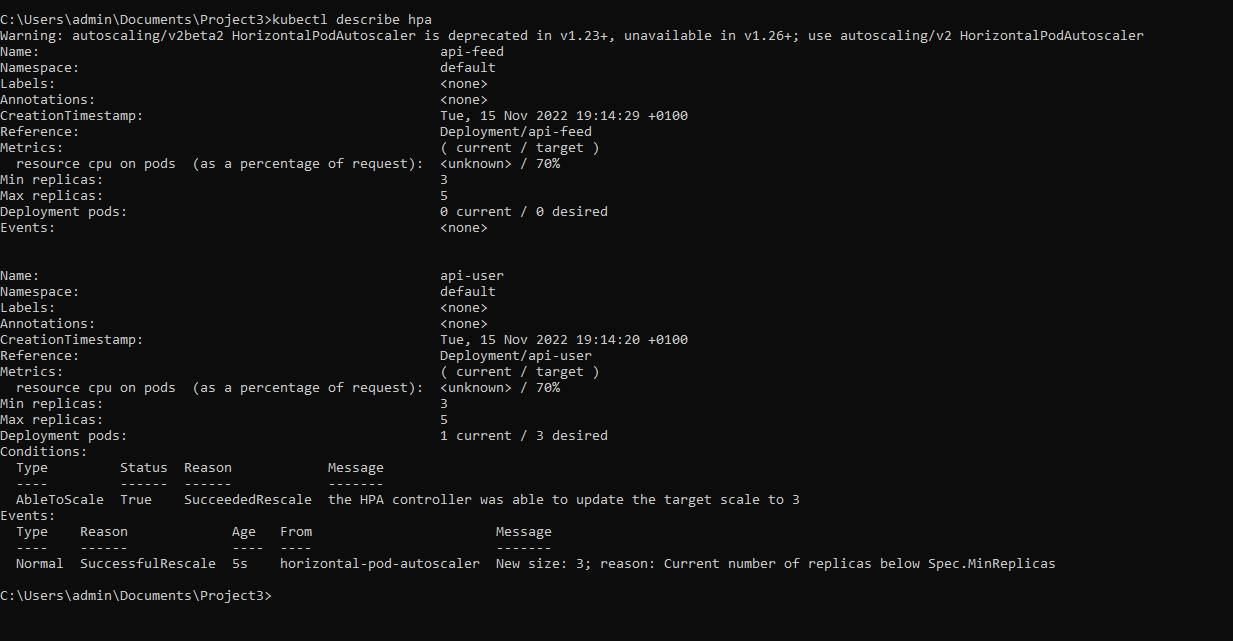 C:\Users\admin\Documents\Project3>kubectl describe hpa
Warning: autoscaling/v2beta2 HorizontalPodAutoscaler is deprecated in v1.23+, unavailable in v1.26+; use autoscaling/v2 HorizontalPodAutoscaler
Name: api-feed
Namespace: default
Labels: <none>
Annotations: <none>
CreationTimestamp: Tue, 15 Nov 2022 19:14:29 +0100
Reference: Deployment/api-feed
Metrics: ( current / target )
resource cpu on pods (as a percentage of request): <unknown> / 70%
Min replicas: 3
Max replicas: 5
Deployment pods: 0 current / 0 desired
Events: <none>
Name: api-user
Namespace: default
Labels: <none>
Annotations: <none>
CreationTimestamp: Tue, 15 Nov 2022 19:14:20 +0100
Reference: Deployment/api-user
Metrics: ( current / target )
resource cpu on pods (as a percentage of request): <unknown> / 70%
Min replicas: 3
Max replicas: 5
Deployment pods: 1 current / 3 desired
Conditions:
Type Status Reason Message
---- ------ ------ -------
AbleToScale True SucceededRescale the HPA controller was able to update the target scale to 3
Events:
Type Reason Age From Message
---- ------ ---- ---- -------
Normal SuccessfulRescale 5s horizontal-pod-autoscaler New size: 3; reason: Current number of replicas below Spec.MinReplicas
C:\Users\admin\Documents\Project3>